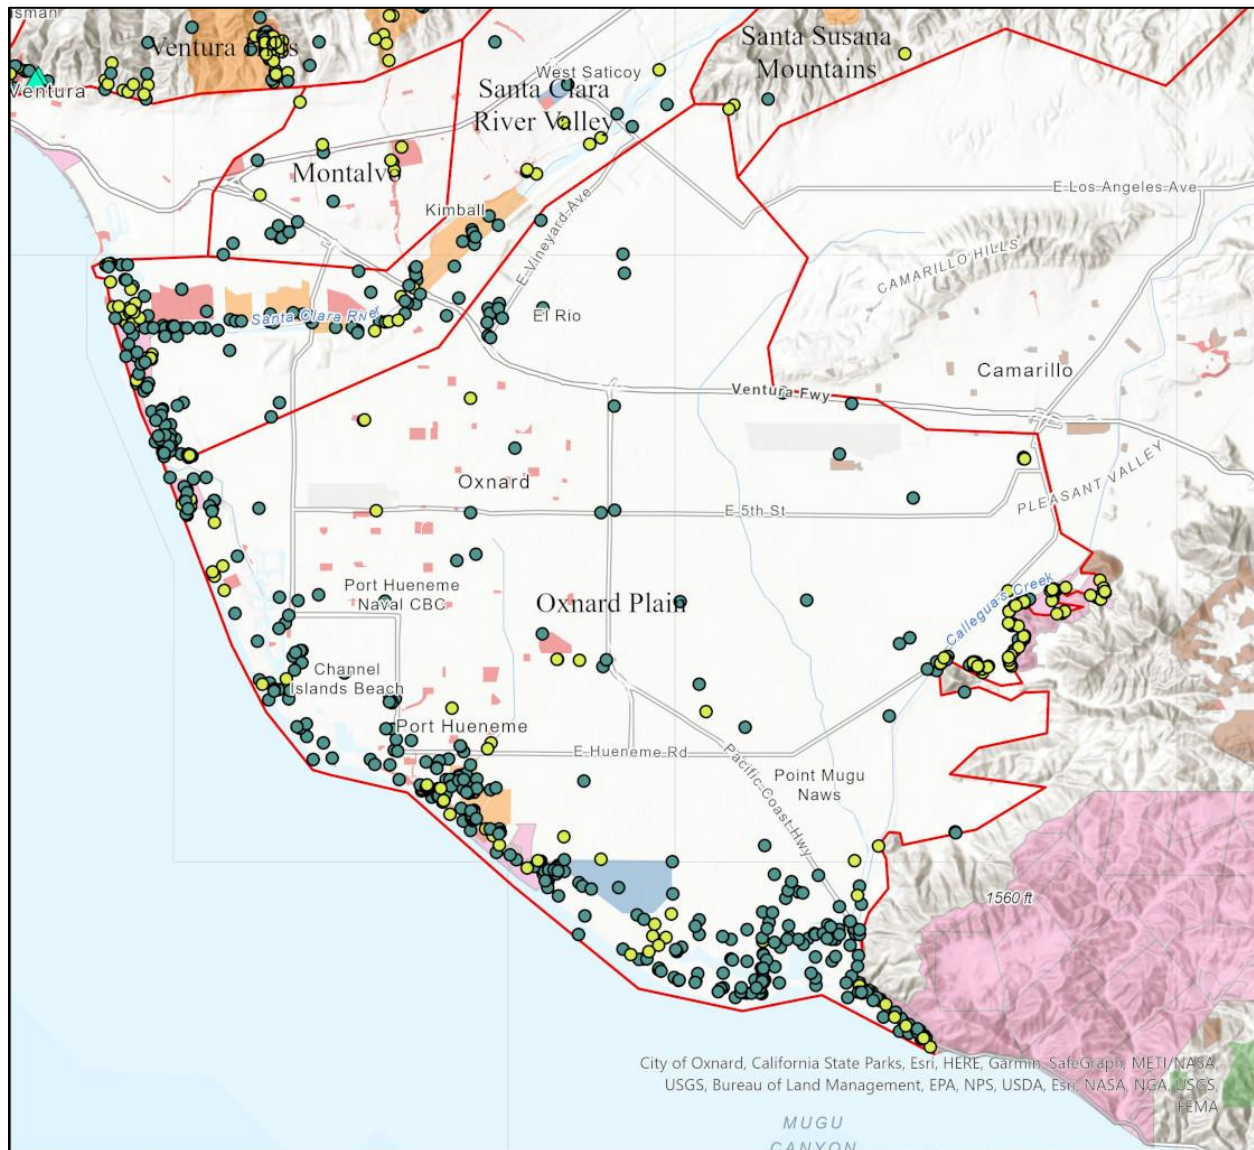 isman
Ventura Hills
Ventura
Santa Susana
Mountains
West Saticoy
Santa Clara
River Valley
Montalvo
E Los Angeles Ave
Kimball
E Vineyard Ave
CAMARILLO HILLS
Santa Clara River
El Rio
Camarillo
Ventura Fwy
Oxnard
PLEASANT VALLEY
E 5th St
Port Hueneme
Naval CBC
Oxnard Plain
Calleguas Creek
Channel
Islands Beach
Port Hueneme
E Hueneme Rd
Pacific Coast Hwy
Point Mugu
Naws
1560 ft
City of Oxnard, California State Parks, Esri, HERE, Garmin, SafeGraph, METI/NASA,
USGS, Bureau of Land Management, EPA, NPS, USDA, Esri, NASA, NGA, USGS,
FEMA
MUGU
CANYON